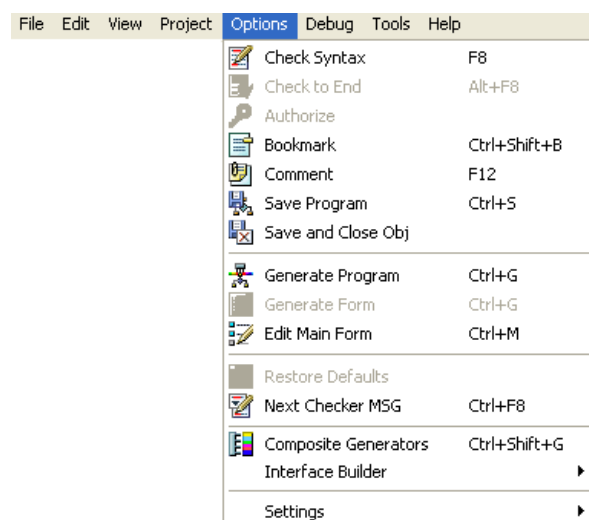 File Edit View Project Options Debug Tools Help
Check Syntax F8
Check to End Alt+F8
Authorize
Bookmark Ctrl+Shift+B
Comment F12
Save Program Ctrl+S
Save and Close Obj
Generate Program Ctrl+G
Generate Form Ctrl+G
Edit Main Form Ctrl+M
Restore Defaults
Next Checker MSG Ctrl+F8
Composite Generators Ctrl+Shift+G
Interface Builder
Settings